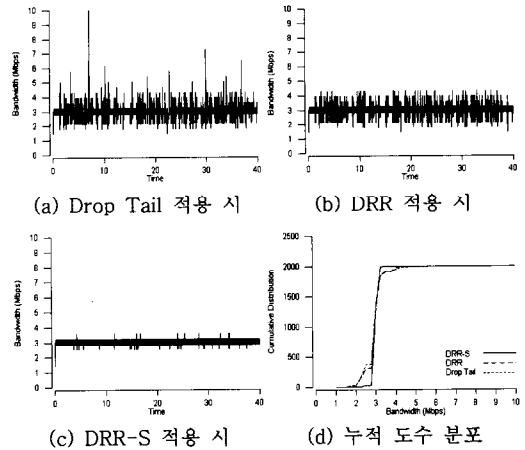 Bandwidth (Mbps)
10
9
8
7
6
5
4
3
2
1
0
0 10 20 30 40
Time
(a) Drop Tail 적용 시
Bandwidth (Mbps)
10
9
8
7
6
5
4
3
2
1
0
0 10 20 30 40
Time
(b) DRR 적용 시
Bandwidth (Mbps)
10
9
8
7
6
5
4
3
2
1
0
0 10 20 30 40
Time
(c) DRR-S 적용 시
Cumulative Distribution
2500
2000
1500
1000
500
0
DRR-S
DRR
Drop Tail
0 1 2 3 4 5 6 7 8 9 10
Bandwidth (Mbps)
(d) 누적 도수 분포